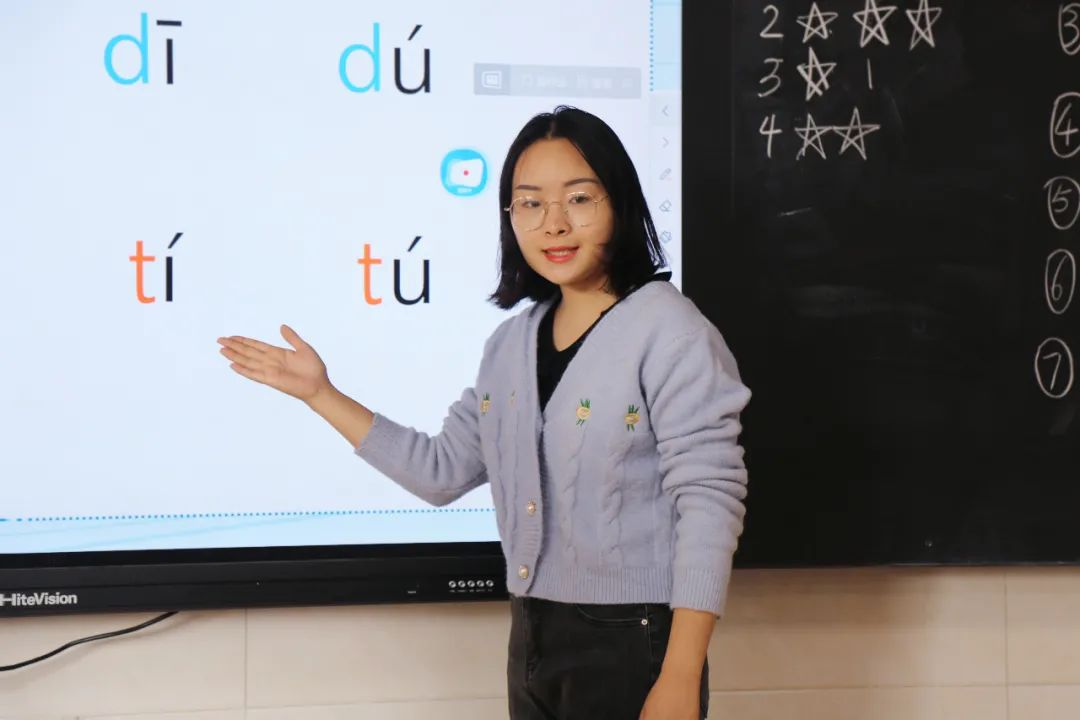 dī dú
tí tú
HiteVision
2 ☆ ☆ ☆
3 ☆ 1
4 ☆ ☆
③
④
⑤
⑥
⑦